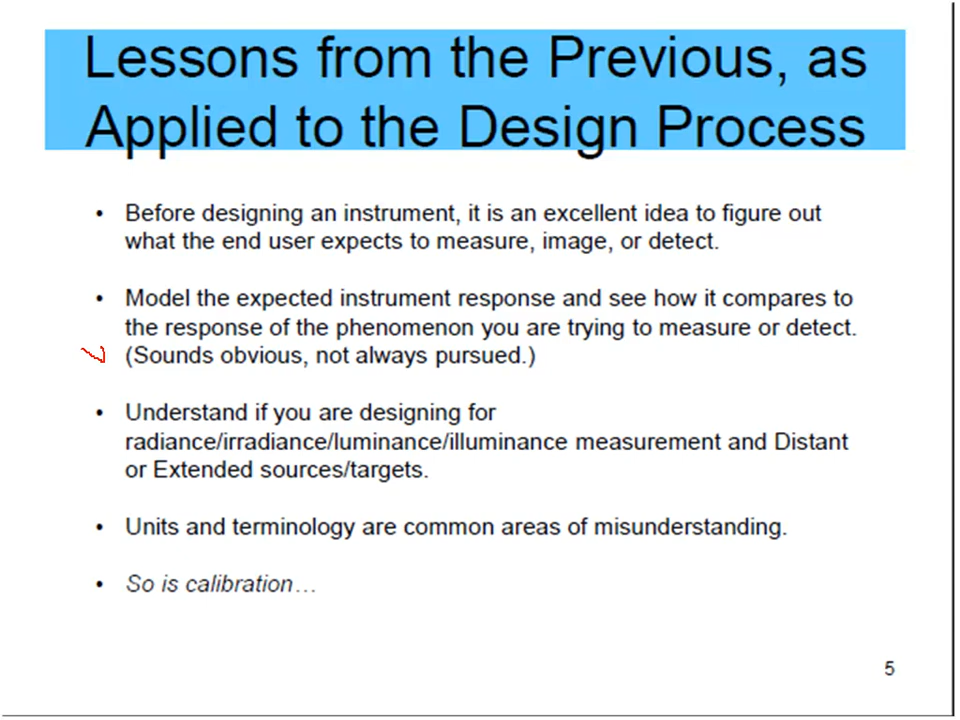 Lessons from the Previous, as
Applied to the Design Process
• Before designing an instrument, it is an excellent idea to figure out
what the end user expects to measure, image, or detect.
• Model the expected instrument response and see how it compares to
the response of the phenomenon you are trying to measure or detect.
(Sounds obvious, not always pursued.)
• Understand if you are designing for
radiance/irradiance/luminance/illuminance measurement and Distant
or Extended sources/targets.
• Units and terminology are common areas of misunderstanding.
• So is calibration…
5